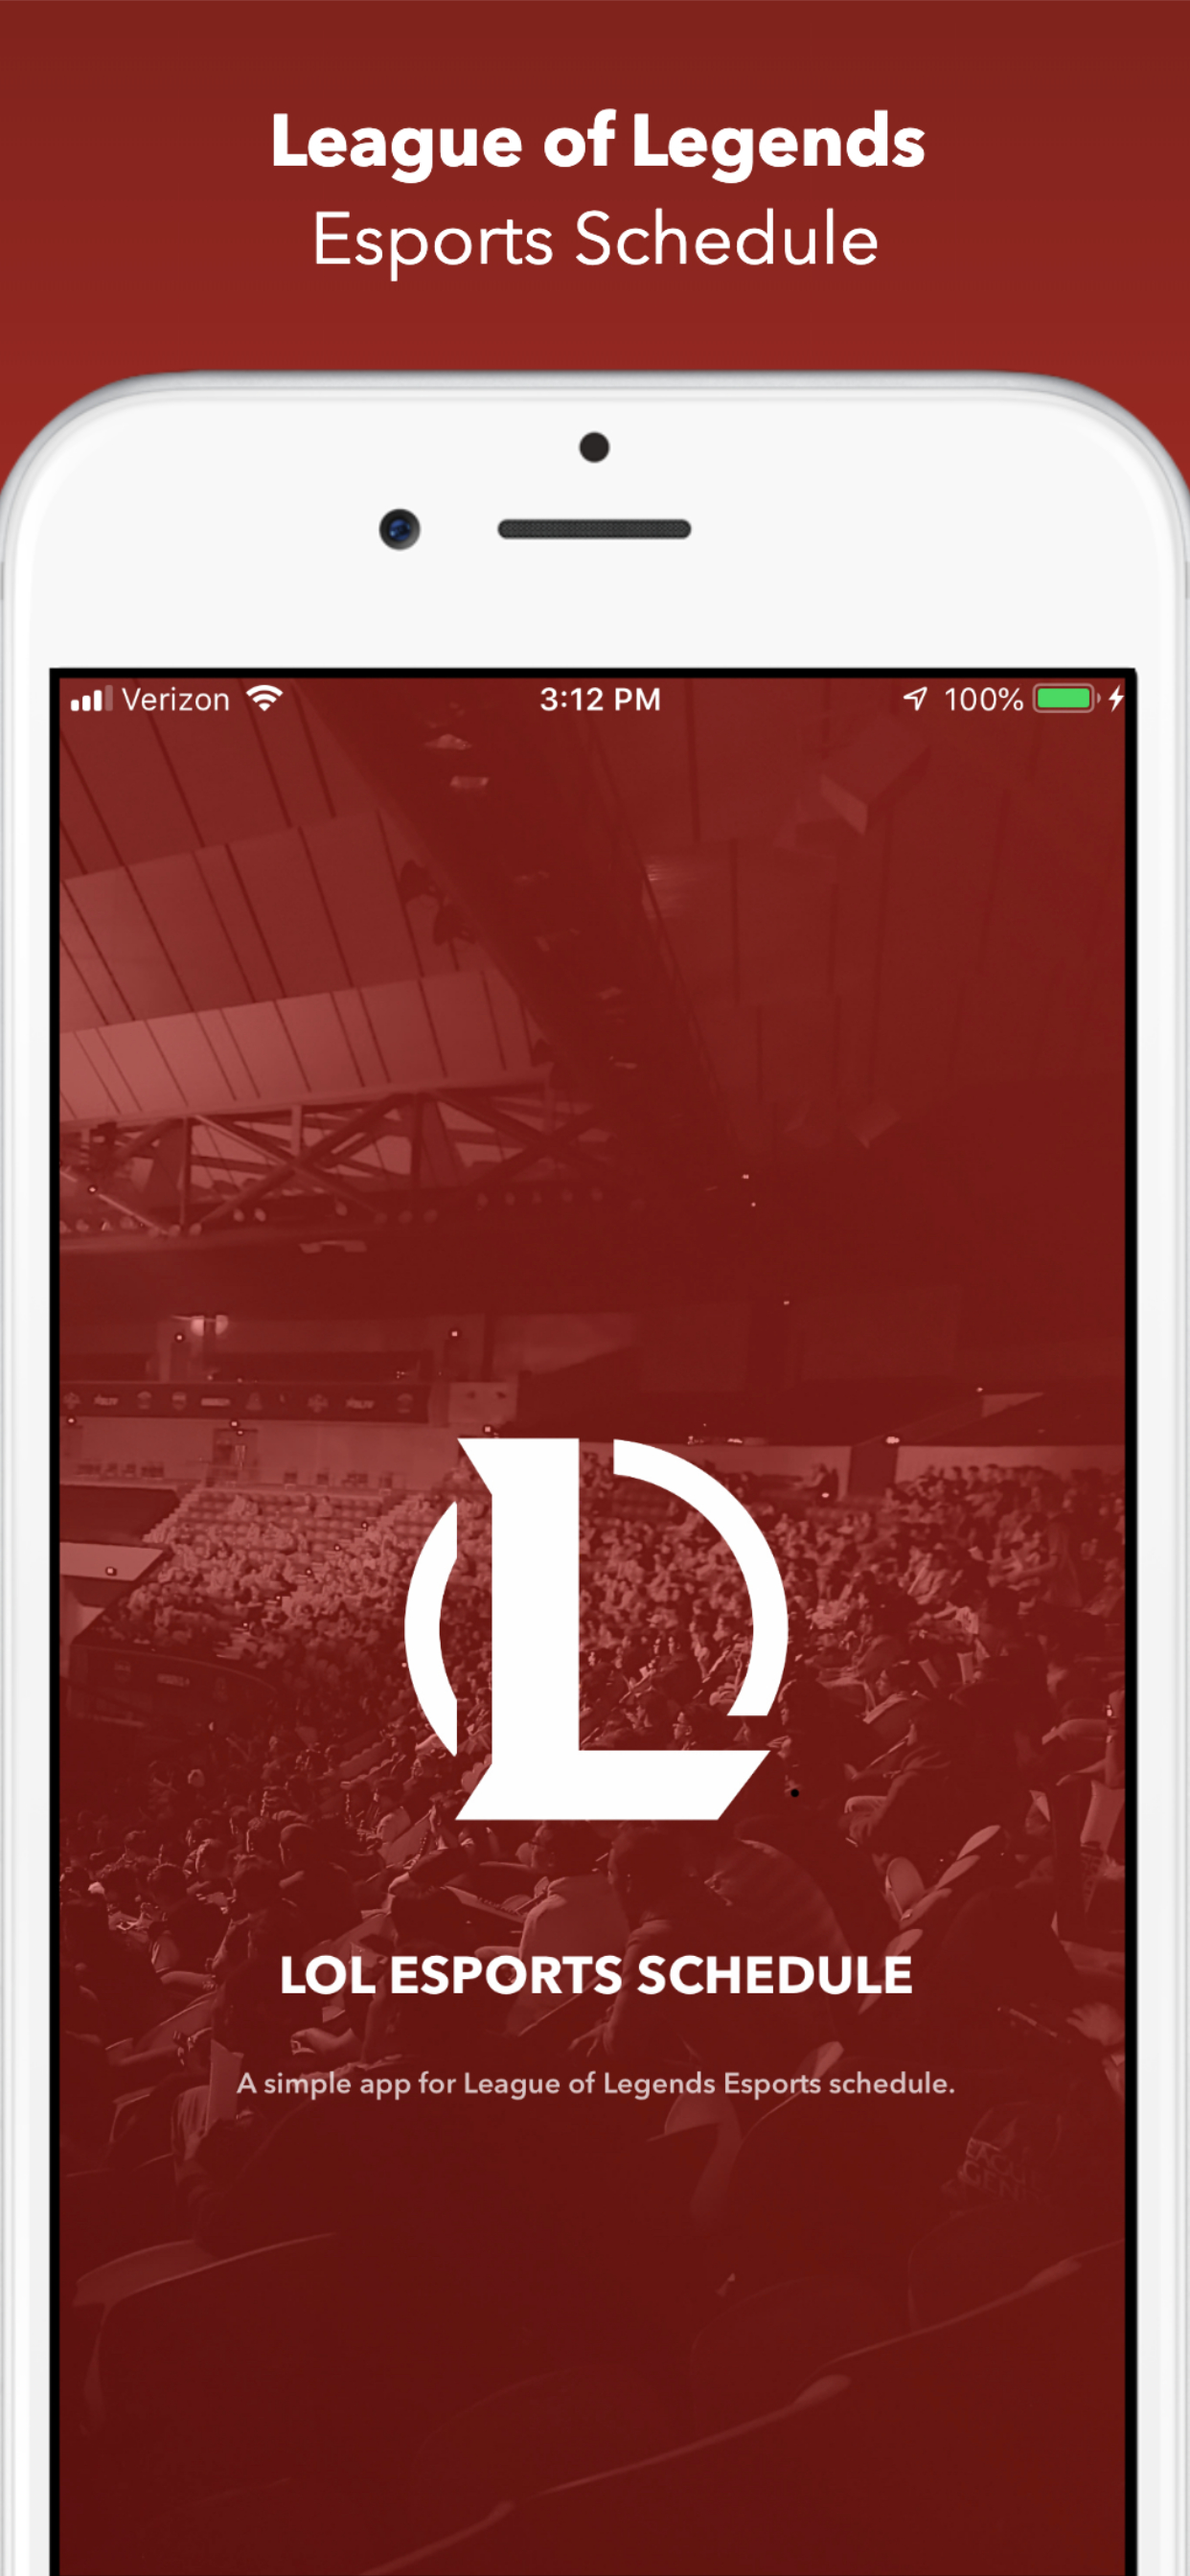 League of Legends
Esports Schedule
Verizon 3:12 PM 100%
L
LOL ESPORTS SCHEDULE
A simple app for League of Legends Esports schedule.